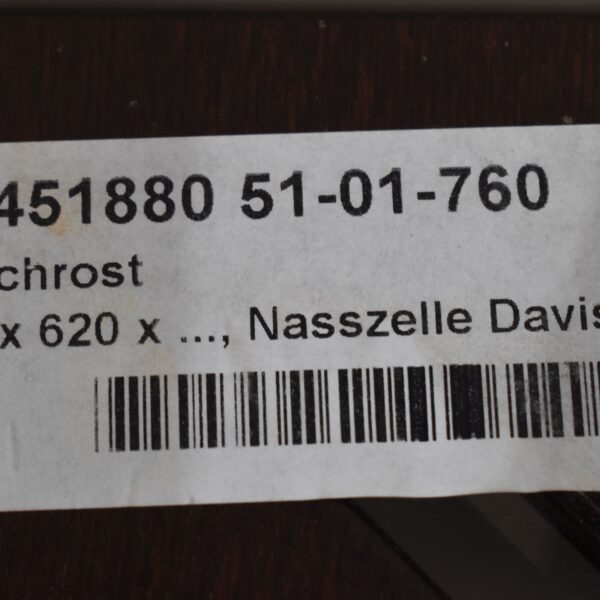 451880 51-01-760
chrost
x 620 x ..., Nasszelle Davis